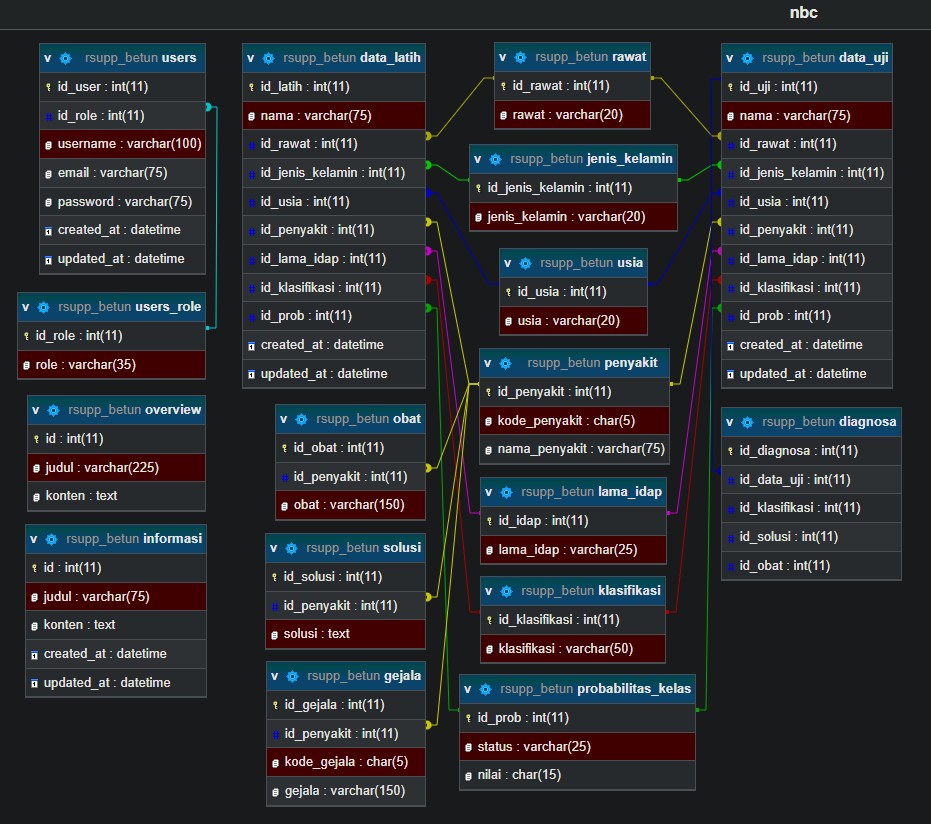 nbc
v rsupp_betun users
id_user : int(11)
id_role : int(11)
username : varchar(100)
email : varchar(75)
password : varchar(75)
created_at : datetime
updated_at : datetime
v rsupp_betun users_role
id_role : int(11)
role : varchar(35)
v rsupp_betun overview
id : int(11)
judul : varchar(225)
konten : text
v rsupp_betun informasi
id : int(11)
judul : varchar(75)
konten : text
created_at : datetime
updated_at : datetime
v rsupp_betun data_latih
id_latih : int(11)
nama : varchar(75)
id_rawat : int(11)
id_jenis_kelamin : int(11)
id_usia : int(11)
id_penyakit : int(11)
id_lama_idap : int(11)
id_klasifikasi : int(11)
id_prob : int(11)
created_at : datetime
updated_at : datetime
v rsupp_betun obat
id_obat : int(11)
id_penyakit : int(11)
obat : varchar(150)
v rsupp_betun solusi
id_solusi : int(11)
id_penyakit : int(11)
solusi : text
v rsupp_betun gejala
id_gejala : int(11)
id_penyakit : int(11)
kode_gejala : char(5)
gejala : varchar(150)
v rsupp_betun rawat
id_rawat : int(11)
rawat : varchar(20)
v rsupp_betun jenis_kelamin
id_jenis_kelamin : int(11)
jenis_kelamin : varchar(20)
v rsupp_betun usia
id_usia : int(11)
usia : varchar(20)
v rsupp_betun penyakit
id_penyakit : int(11)
kode_penyakit : char(5)
nama_penyakit : varchar(75)
v rsupp_betun lama_idap
id_idap : int(11)
lama_idap : varchar(25)
v rsupp_betun klasifikasi
id_klasifikasi : int(11)
klasifikasi : varchar(50)
v rsupp_betun probabilitas_kelas
id_prob : int(11)
status : varchar(25)
nilai : char(15)
v rsupp_betun data_uji
id_uji : int(11)
nama : varchar(75)
id_rawat : int(11)
id_jenis_kelamin : int(11)
id_usia : int(11)
id_penyakit : int(11)
id_lama_idap : int(11)
id_klasifikasi : int(11)
id_prob : int(11)
created_at : datetime
updated_at : datetime
v rsupp_betun diagnosa
id_diagnosa : int(11)
id_data_uji : int(11)
id_klasifikasi : int(11)
id_solusi : int(11)
id_obat : int(11)